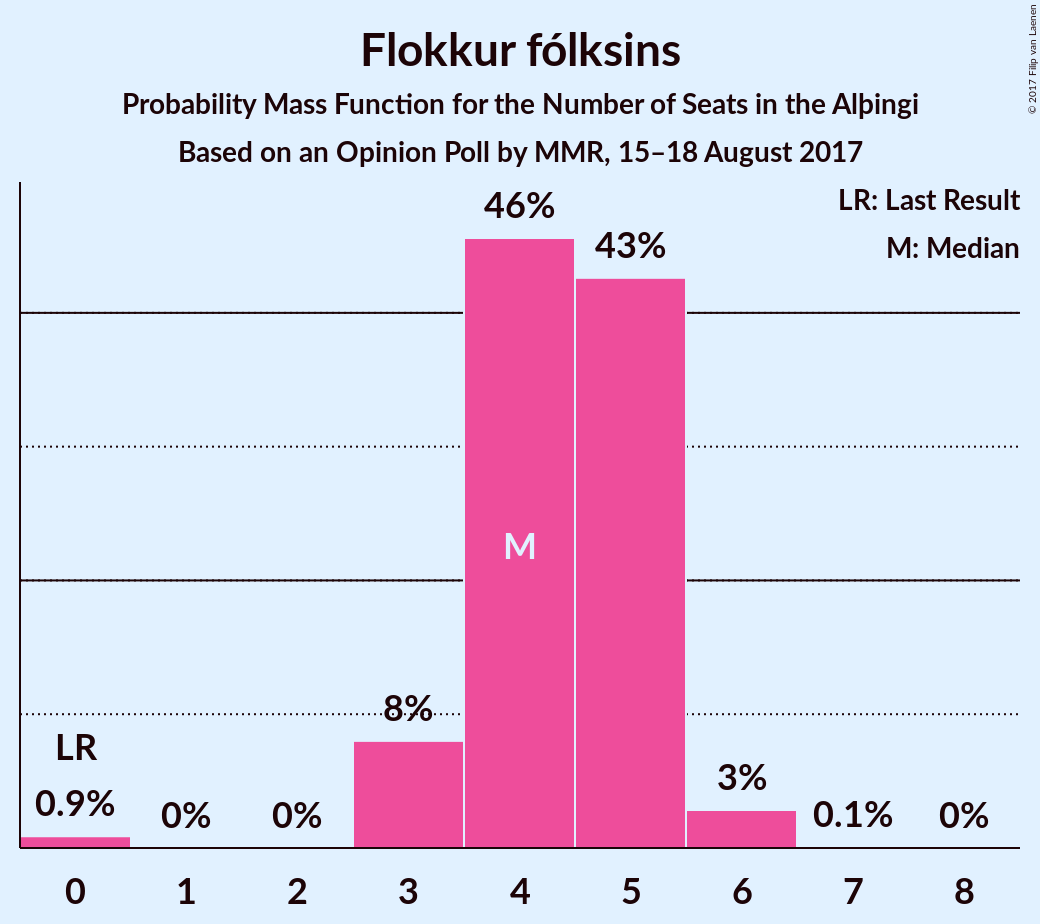 Flokkur fólksins
Probability Mass Function for the Number of Seats in the Alþingi
Based on an Opinion Poll by MMR, 15–18 August 2017
© 2017 Filip van Laenen
LR: Last Result
M: Median
46%
43%
M
8%
LR
0.9%
0%
0%
3%
0.1%
0%
0 1 2 3 4 5 6 7 8